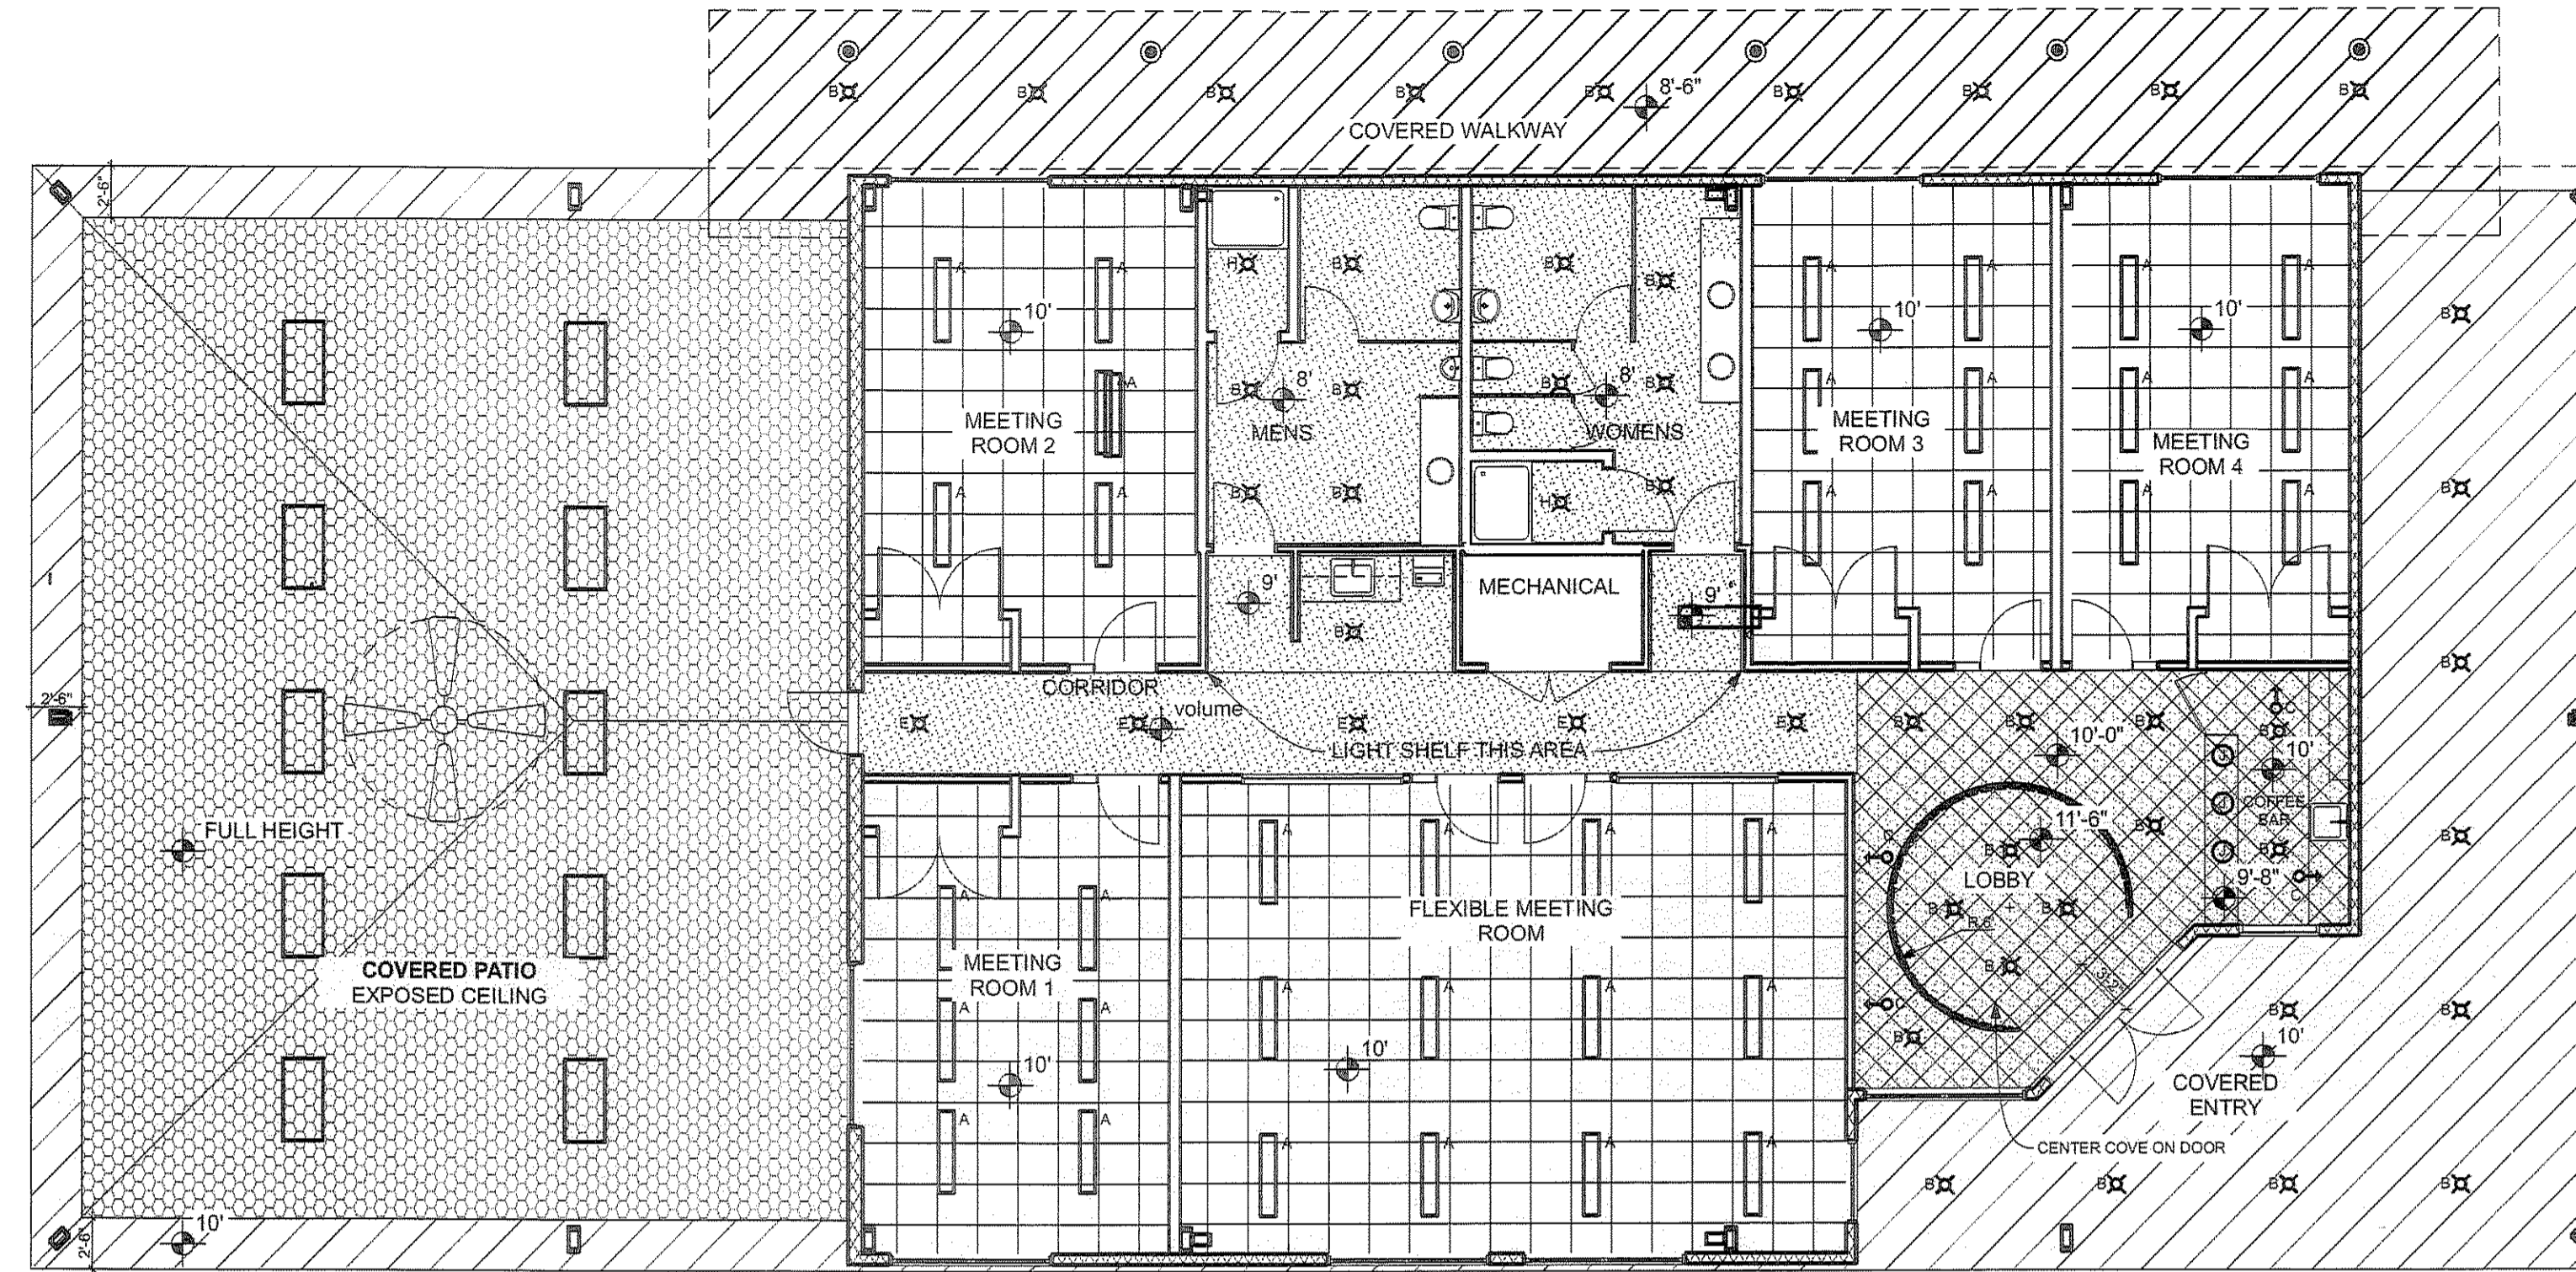 B B B B B 8'-6" B B B B
COVERED WALKWAY
2'-6"
A A H B B B A A A A
10' 10' 10'
B
A B 8' B B 8' B A A A A
MEETING
ROOM 2
MENS WOMENS
MEETING
ROOM 3
MEETING
ROOM 4
A A B B H B A A A A
B
9' MECHANICAL 9'
B
B
2'-6"
CORRIDOR
volume
E E E E E
LIGHT SHELF THIS AREA
B B B
10'-0"
C
B
10'
COFFEE
BAR
FULL HEIGHT
A A A A
11'-6"
C B B B
LOBBY
9'-8"
C
A A
B B
FLEXIBLE MEETING
ROOM
COVERED PATIO
EXPOSED CEILING
MEETING
ROOM 1
B
A A A A A A
C B
B B
10' 10' 10'
COVERED
ENTRY
CENTER COVE ON DOOR
A A A A A A
B B B B
2'-6"
10'